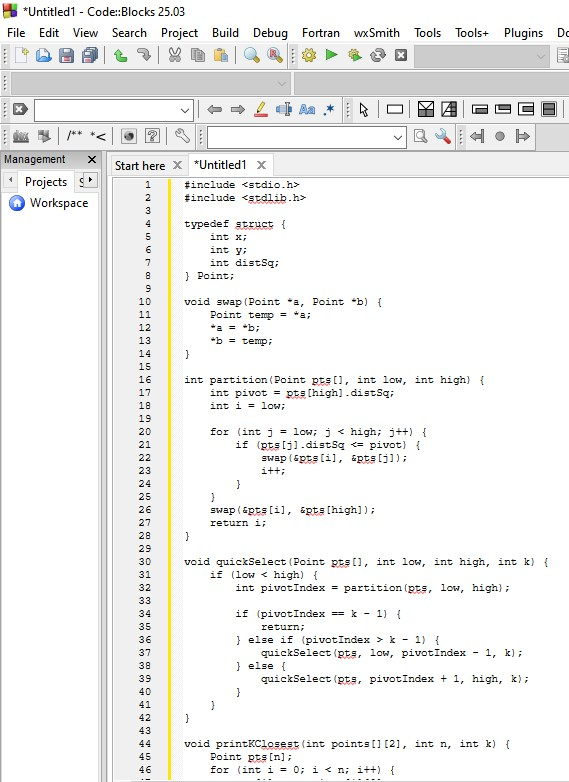 *Untitled1 - Code::Blocks 25.03
File Edit View Search Project Build Debug Fortran wxSmith Tools Tools+ Plugins
Aa .*
/** *<
Management X
Start here X *Untitled1 X
Projects
Workspace
1 #include <stdio.h>
2 #include <stdlib.h>
3
4 typedef struct {
5     int x;
6     int y;
7     int distSq;
8 } Point;
9
10 void swap(Point *a, Point *b) {
11     Point temp = *a;
12     *a = *b;
13     *b = temp;
14 }
15
16 int partition(Point pts[], int low, int high) {
17     int pivot = pts[high].distSq;
18     int i = low;
19
20     for (int j = low; j < high; j++) {
21         if (pts[j].distSq <= pivot) {
22             swap(&pts[i], &pts[j]);
23             i++;
24         }
25     }
26     swap(&pts[i], &pts[high]);
27     return i;
28 }
29
30 void quickSelect(Point pts[], int low, int high, int k) {
31     if (low < high) {
32         int pivotIndex = partition(pts, low, high);
33
34         if (pivotIndex == k - 1) {
35             return;
36         } else if (pivotIndex > k - 1) {
37             quickSelect(pts, low, pivotIndex - 1, k);
38         } else {
39             quickSelect(pts, pivotIndex + 1, high, k);
40         }
41     }
42 }
43
44 void printKClosest(int points[][2], int n, int k) {
45     Point pts[n];
46     for (int i = 0; i < n; i++) {